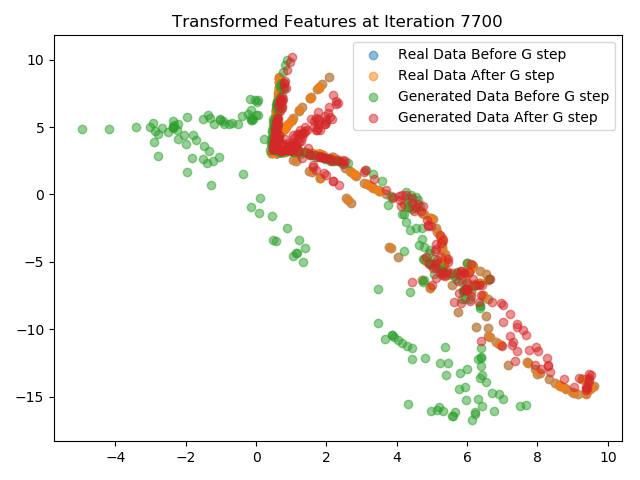 Transformed Features at Iteration 7700
Real Data Before G step
Real Data After G step
Generated Data Before G step
Generated Data After G step
10
5
0
−5
−10
−15
−4 −2 0 2 4 6 8 10